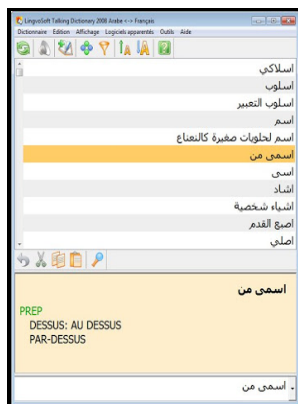 LingvoSoft Talking Dictionary 2008 Arabe <-> Français
Dictionnaire Edition Affichage Logiciels apparentés Outils Aide
اسلاكي
اسلوب
اسلوب التعبير
اسم
اسم لحلويات صغيرة كالنعناع
اسمى من
اسى
اشاد
اشياء شخصية
اصبع القدم
اصلي
اسمى من
PREP
DESSUS: AU DESSUS
PAR-DESSUS
اسمى من